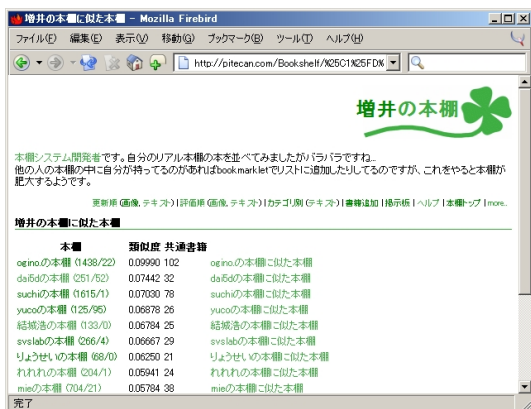 増井の本棚に似た本棚 - Mozilla Firebird
ファイル(F) 編集(E) 表示(V) 移動(G) ブックマーク(B) ツール(T) ヘルプ(H)
http://pitecan.com/Bookshelf/%25C1%25FD%
増井の本棚
本棚システム開発者です。自分のリアル本棚の本を並べてみましたがバラバラですね...
他の人の本棚の中に自分が持ってるのがあればbookmarkletでリストに追加したりしてるのですが、これをやると本棚が
肥大するようです。
更新順 (画像, テキスト) | 評価順 (画像, テキスト) | カテゴリ別 (テキスト) | 書籍追加 | 掲示板 | ヘルプ | 本棚トップ | more..
増井の本棚に似た本棚
本棚 類似度 共通書籍
ogino.の本棚 (1438/22) 0.09990 102 ogino.の本棚に似た本棚
dai5dの本棚 (251/52) 0.07442 32 dai5dの本棚に似た本棚
suchiの本棚 (1615/1) 0.07030 78 suchiの本棚に似た本棚
yucoの本棚 (125/95) 0.06878 26 yucoの本棚に似た本棚
結城浩の本棚 (133/0) 0.06784 25 結城浩の本棚に似た本棚
svslabの本棚 (266/4) 0.06667 29 svslabの本棚に似た本棚
りょうせいの本棚 (68/0) 0.06250 21 りょうせいの本棚に似た本棚
れれれの本棚 (204/1) 0.05941 24 れれれの本棚に似た本棚
mieの本棚 (704/21) 0.05784 38 mieの本棚に似た本棚
完了